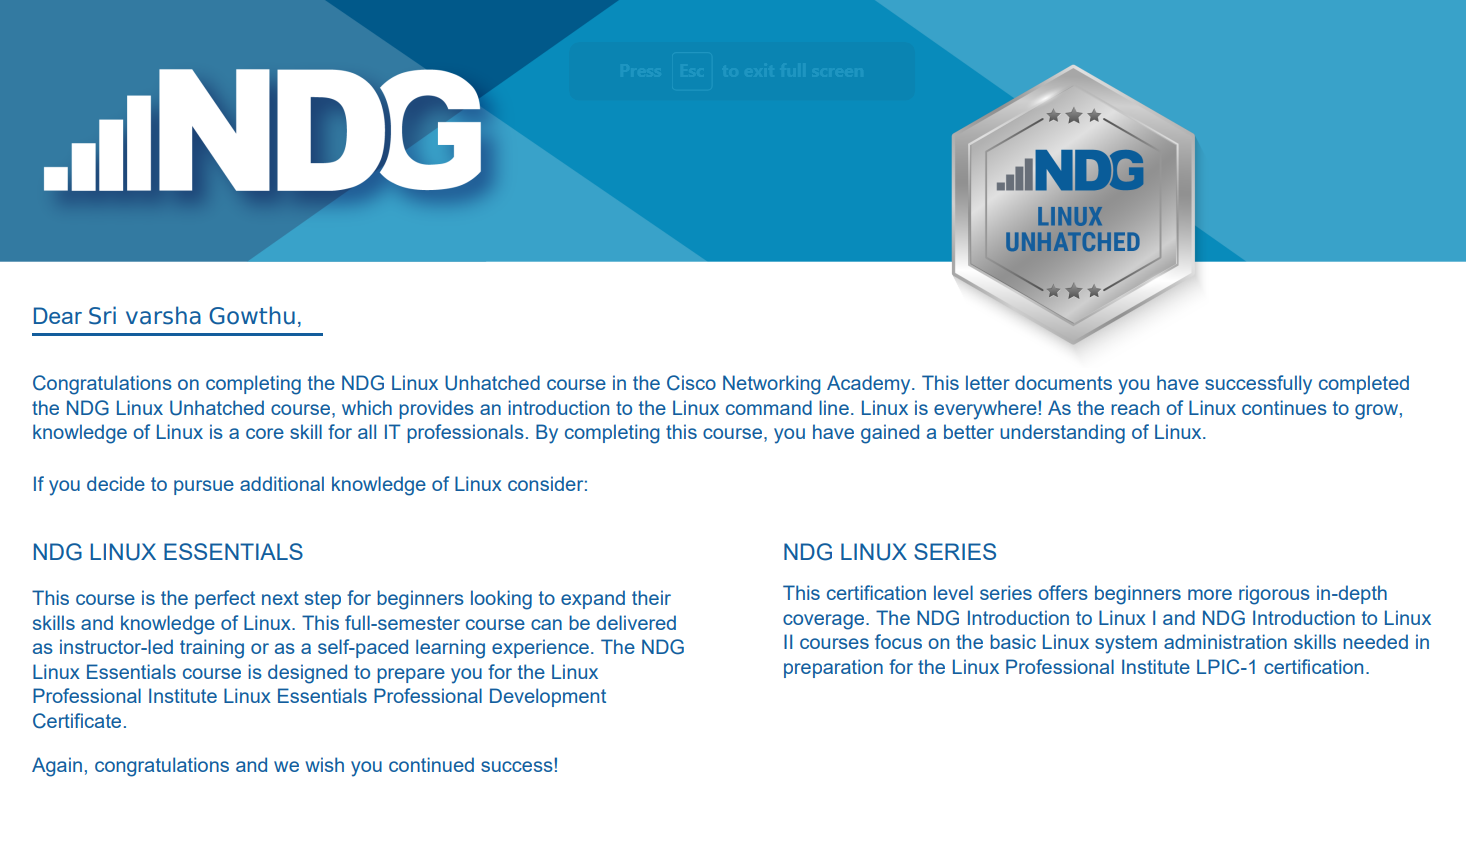 NDG
Press Esc to exit full screen
NDG
LINUX
UNHATCHED
Dear Sri varsha Gowthu,
Congratulations on completing the NDG Linux Unhatched course in the Cisco Networking Academy. This letter documents you have successfully completed
the NDG Linux Unhatched course, which provides an introduction to the Linux command line. Linux is everywhere! As the reach of Linux continues to grow,
knowledge of Linux is a core skill for all IT professionals. By completing this course, you have gained a better understanding of Linux.
If you decide to pursue additional knowledge of Linux consider:
NDG LINUX ESSENTIALS
This course is the perfect next step for beginners looking to expand their
skills and knowledge of Linux. This full-semester course can be delivered
as instructor-led training or as a self-paced learning experience. The NDG
Linux Essentials course is designed to prepare you for the Linux
Professional Institute Linux Essentials Professional Development
Certificate.
Again, congratulations and we wish you continued success!
NDG LINUX SERIES
This certification level series offers beginners more rigorous in-depth
coverage. The NDG Introduction to Linux I and NDG Introduction to Linux
II courses focus on the basic Linux system administration skills needed in
preparation for the Linux Professional Institute LPIC-1 certification.